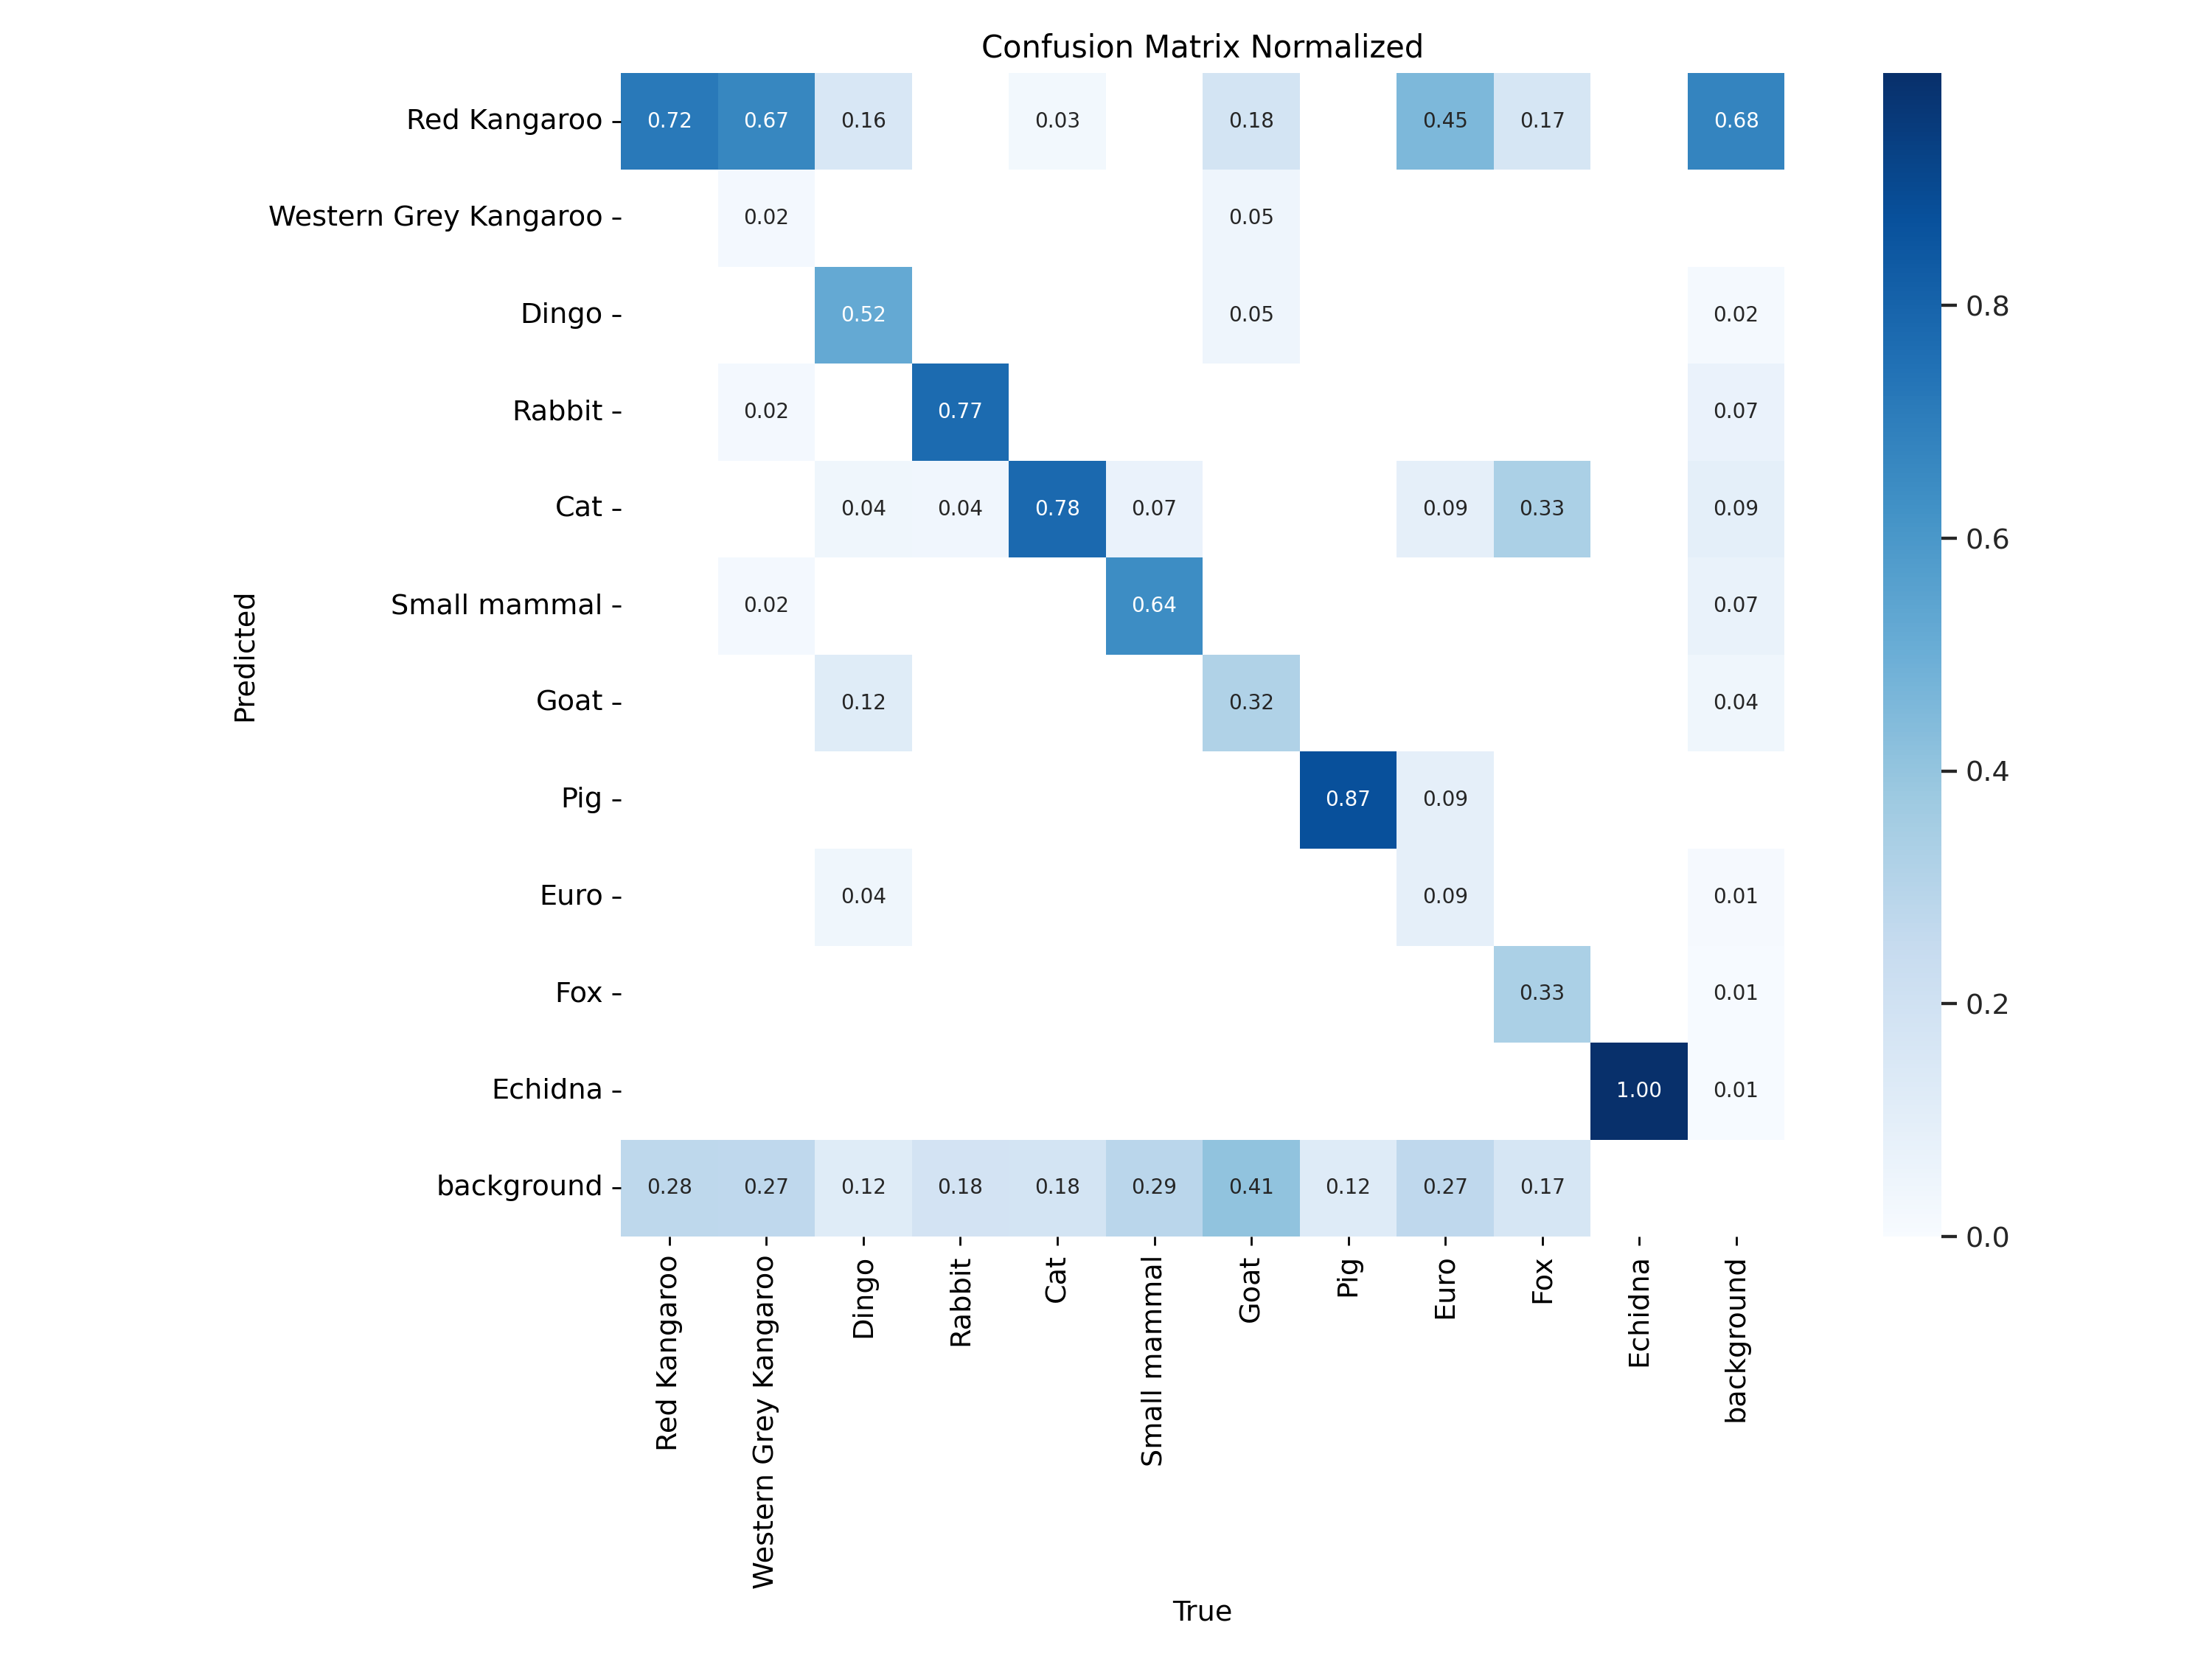 Confusion Matrix Normalized
Red Kangaroo 0.72 0.67 0.16 0.03 0.18 0.45 0.17 0.68
Western Grey Kangaroo 0.02 0.05
Dingo 0.52 0.05 0.02
0.8
Rabbit 0.02 0.77 0.07
Cat 0.04 0.04 0.78 0.07 0.09 0.33 0.09
0.6
Small mammal 0.02 0.64 0.07
Predicted
Goat 0.12 0.32 0.04
0.4
Pig 0.87 0.09
Euro 0.04 0.09 0.01
Fox 0.33 0.01
0.2
Echidna 1.00 0.01
background 0.28 0.27 0.12 0.18 0.18 0.29 0.41 0.12 0.27 0.17
0.0
Red Kangaroo
Western Grey Kangaroo
Dingo
Rabbit
Cat
Small mammal
Goat
Pig
Euro
Fox
Echidna
background
True